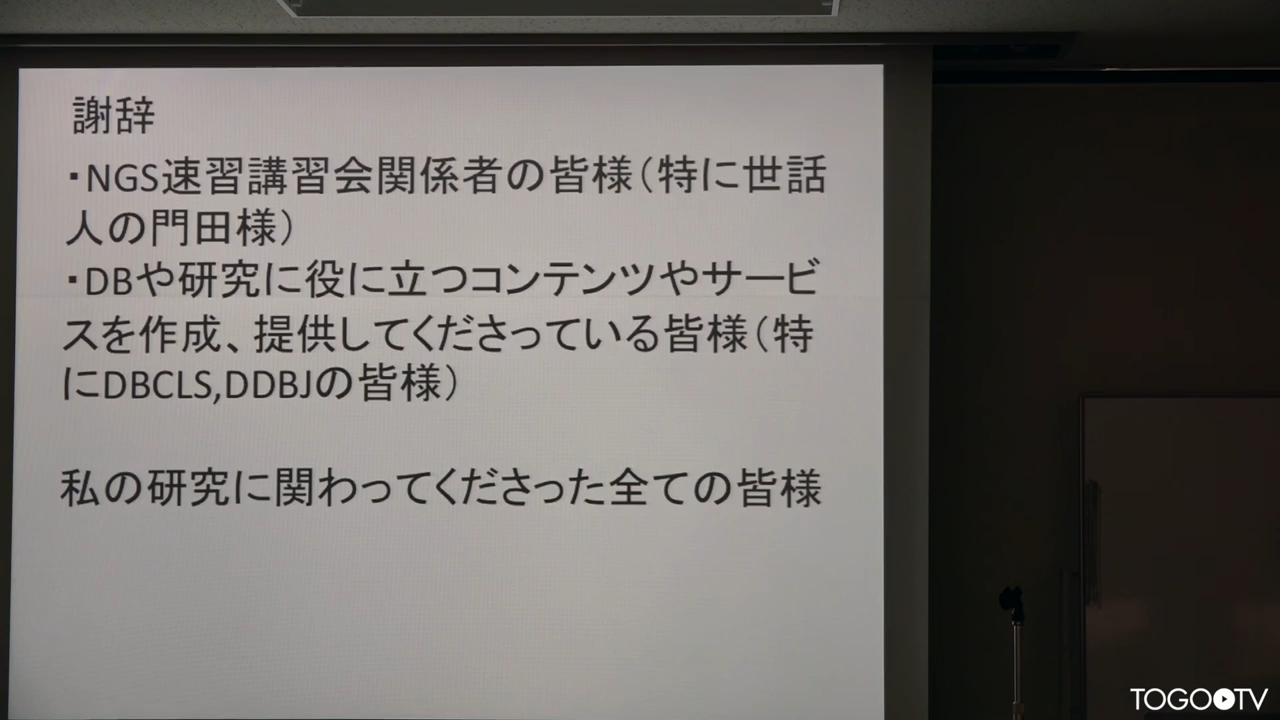 謝辞
・NGS速習講習会関係者の皆様（特に世話
人の門田様）
・DBや研究に役に立つコンテンツやサービ
スを作成、提供してくださっている皆様（特
にDBCLS,DDBJの皆様）
私の研究に関わってくださった全ての皆様
TOGOTV